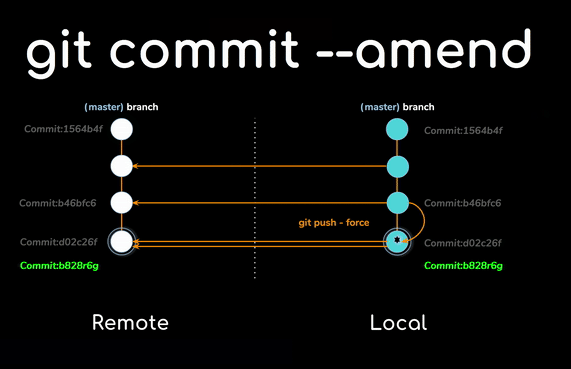 git commit --amend
(master) branch
(master) branch
Commit:1564b4f
Commit:1564b4f
Commit:b46bfc6
Commit:b46bfc6
git push - force
Commit:d02c26f
Commit:d02c26f
Commit:b828r6g
Commit:b828r6g
Remote
Local